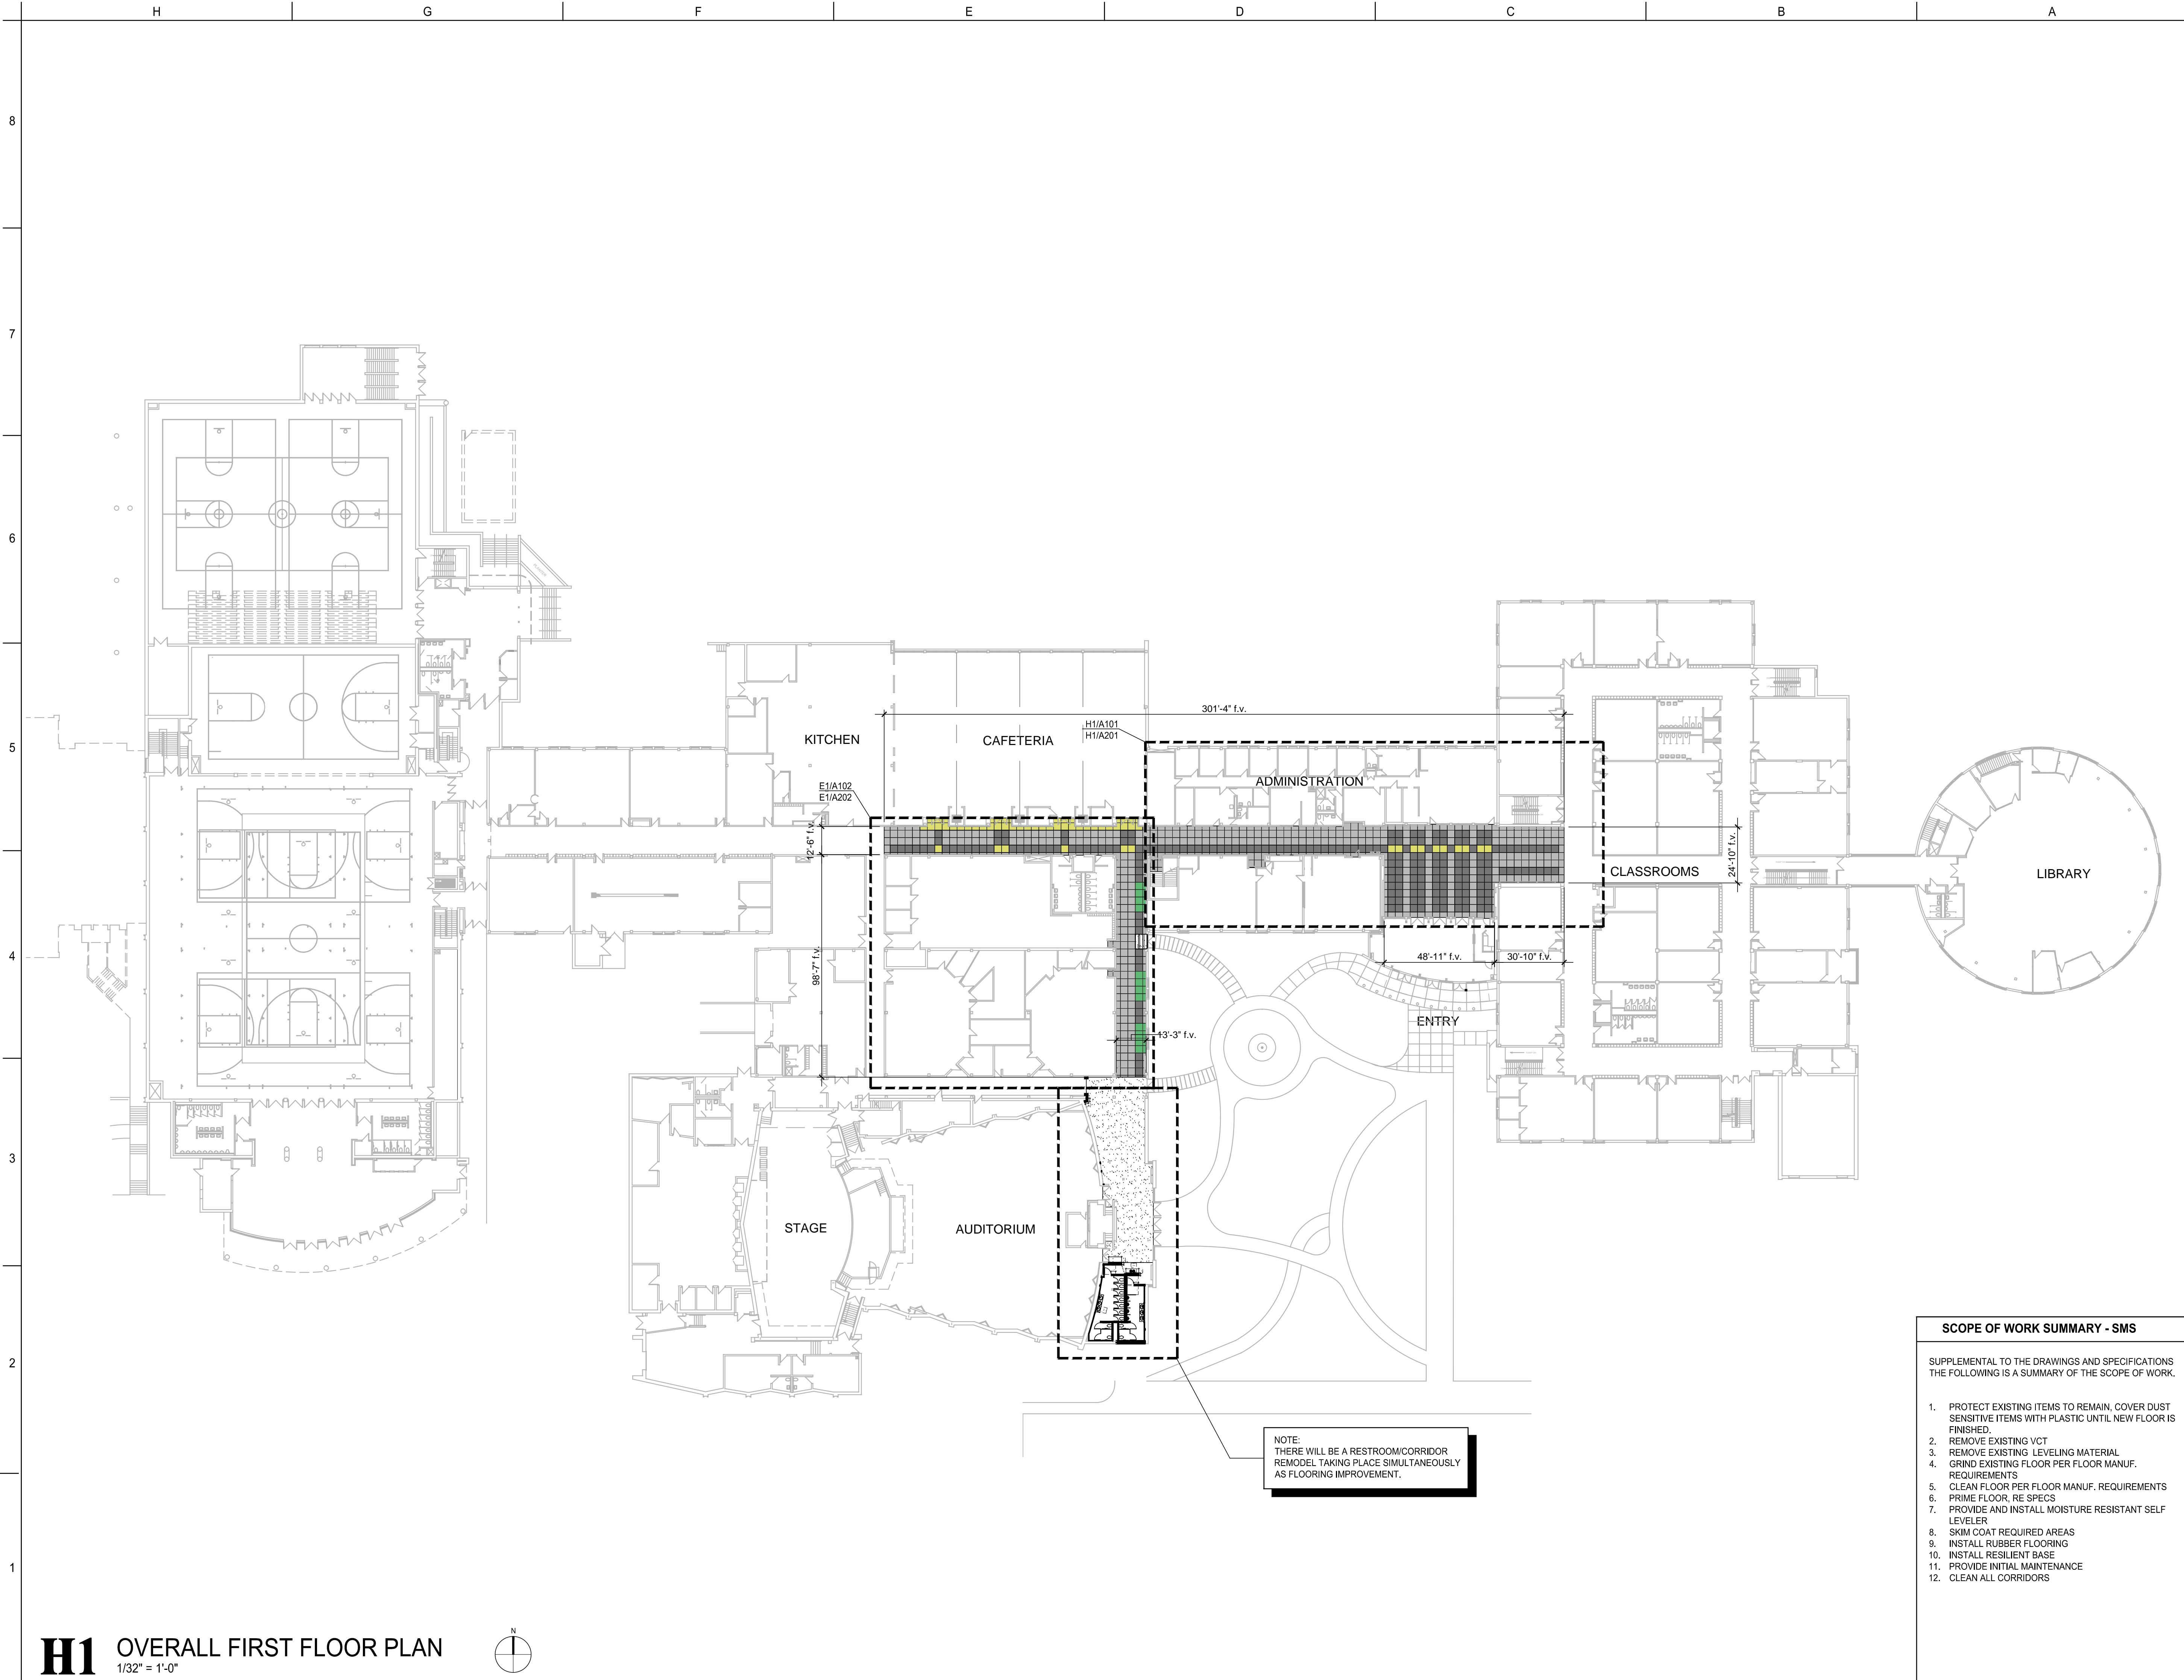 H G F E D C B A
8
7
6
5
4
3
2
1
301'-4" f.v.
H1/A101
H1/A201
KITCHEN
CAFETERIA
ADMINISTRATION
E1/A102
E1/A202
12'-6" f.v.
24'-10" f.v.
CLASSROOMS
LIBRARY
98'-7" f.v.
48'-11" f.v.
30'-10" f.v.
ENTRY
13'-3" f.v.
STAGE
AUDITORIUM
NOTE:
THERE WILL BE A RESTROOM/CORRIDOR
REMODEL TAKING PLACE SIMULTANEOUSLY
AS FLOORING IMPROVEMENT.
SCOPE OF WORK SUMMARY - SMS
SUPPLEMENTAL TO THE DRAWINGS AND SPECIFICATIONS
THE FOLLOWING IS A SUMMARY OF THE SCOPE OF WORK.
1. PROTECT EXISTING ITEMS TO REMAIN, COVER DUST
SENSITIVE ITEMS WITH PLASTIC UNTIL NEW FLOOR IS
FINISHED.
2. REMOVE EXISTING VCT
3. REMOVE EXISTING LEVELING MATERIAL
4. GRIND EXISTING FLOOR PER FLOOR MANUF.
REQUIREMENTS
5. CLEAN FLOOR PER FLOOR MANUF. REQUIREMENTS
6. PRIME FLOOR, RE SPECS
7. PROVIDE AND INSTALL MOISTURE RESISTANT SELF
LEVELER
8. SKIM COAT REQUIRED AREAS
9. INSTALL RUBBER FLOORING
10. INSTALL RESILIENT BASE
11. PROVIDE INITIAL MAINTENANCE
12. CLEAN ALL CORRIDORS
H1 OVERALL FIRST FLOOR PLAN
1/32" = 1'-0"
N